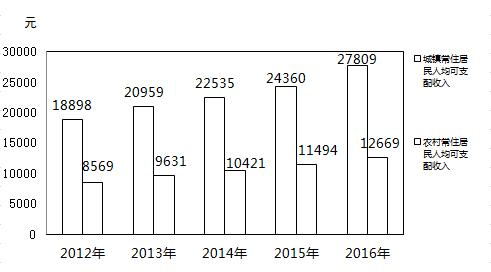 元
30000
25000
20000
15000
10000
5000
0
18898
8569
20959
9631
22535
10421
24360
11494
27809
12669
2012年
2013年
2014年
2015年
2016年
城镇常住居
民人均可支
配收入
农村常住居
民人均可支
配收入